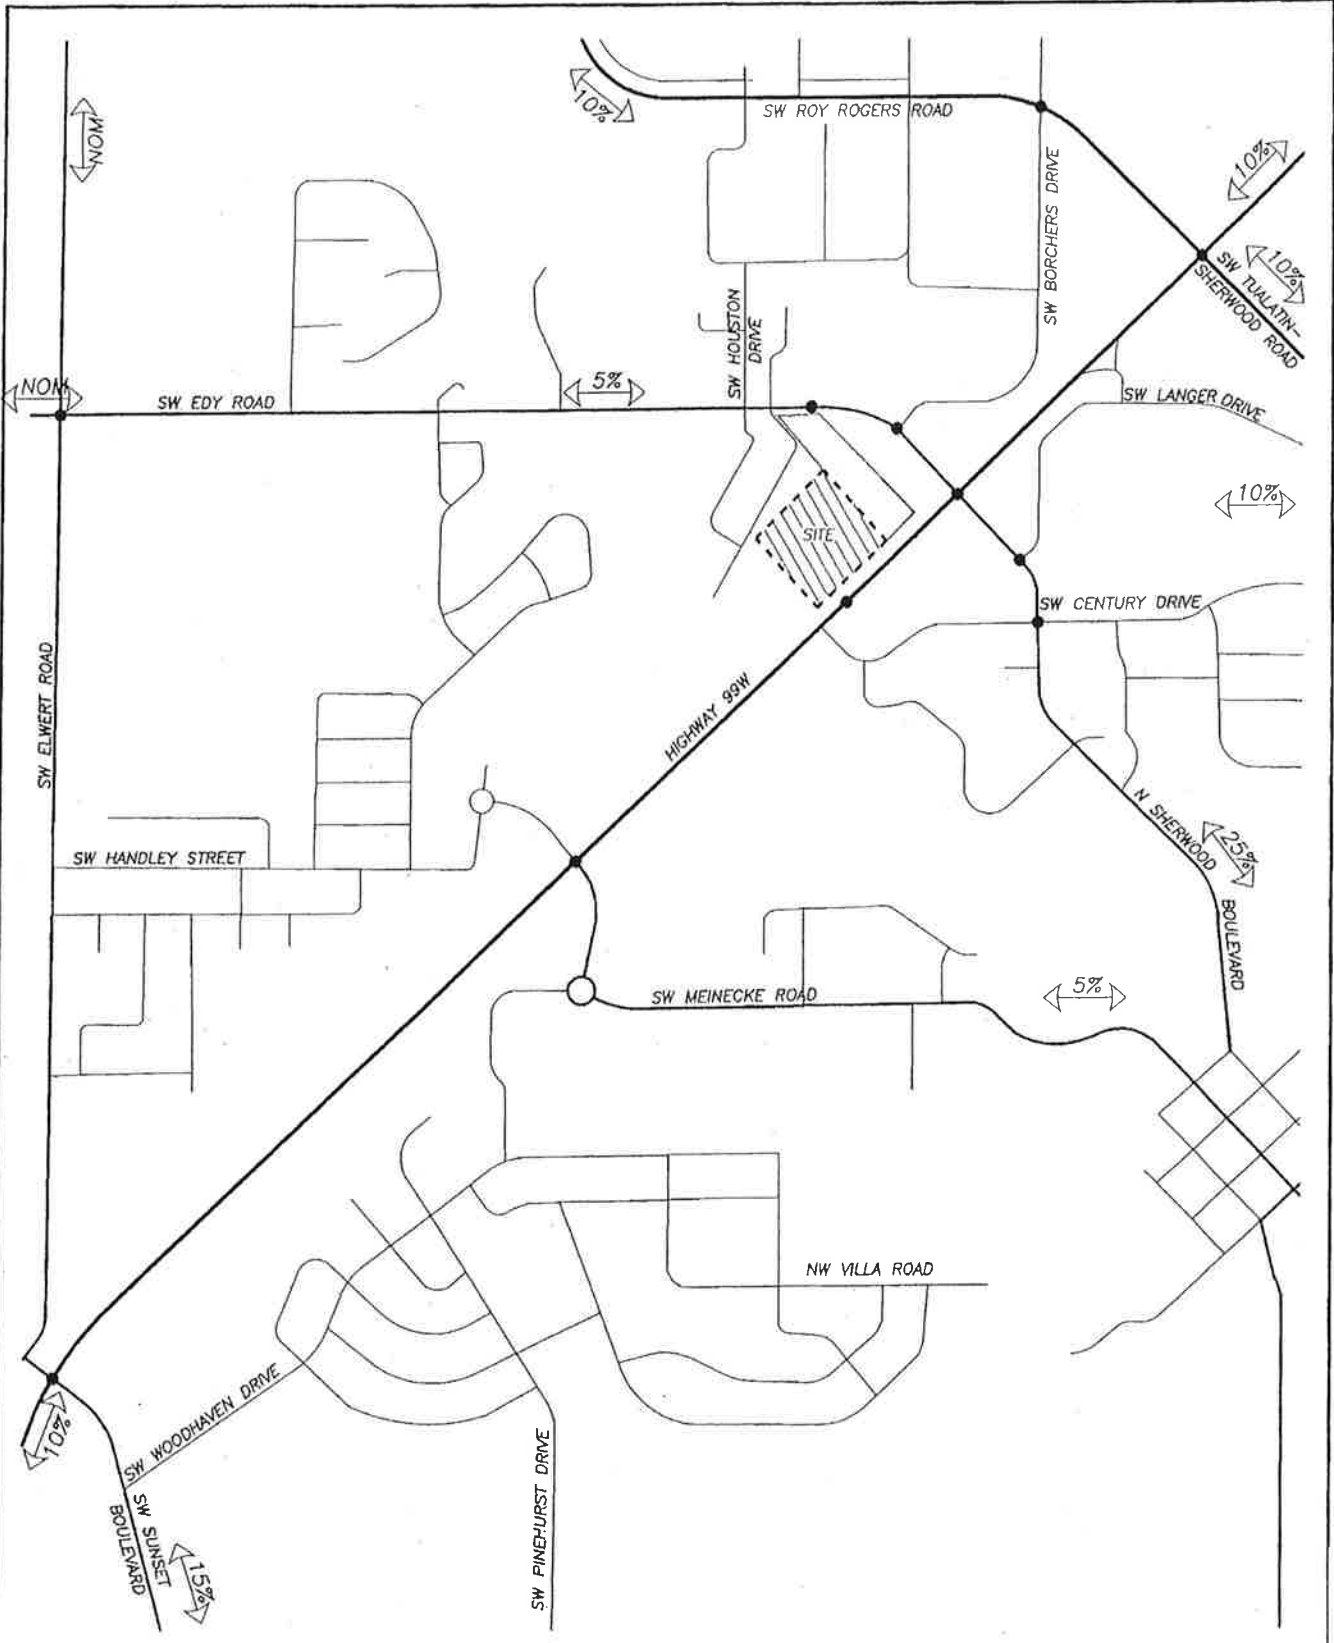 10%
SW ROY ROGERS ROAD
NOM
10%
SW BORCHERS DRIVE
10%
SW TUALATIN-
SHERWOOD ROAD
SW HOUSTON
DRIVE
NOM
SW EDY ROAD
5%
SW LANGER DRIVE
10%
SITE
SW CENTURY DRIVE
SW ELWERT ROAD
HIGHWAY 99W
N SHERWOOD
BOULEVARD
25%
SW HANDLEY STREET
SW MEINECKE ROAD
5%
NW VILLA ROAD
10%
SW WOODHAVEN DRIVE
SW SUNSET
BOULEVARD
15%
SW PINEHURST DRIVE